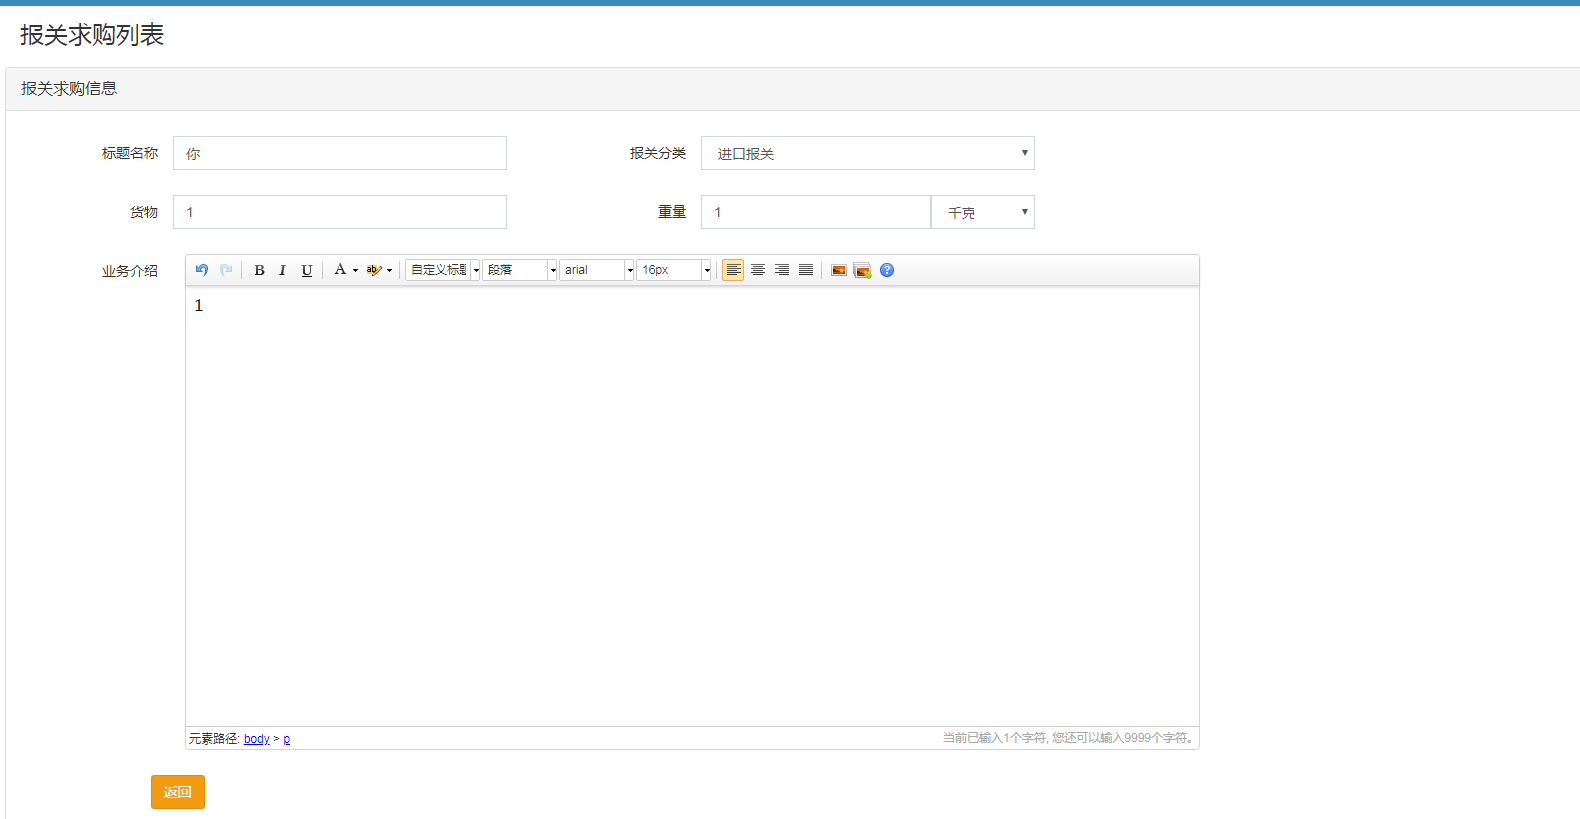 报关求购列表
报关求购信息
标题名称 你 报关分类 进口报关
货物 1 重量 1 千克
业务介绍 B I U A ab 自定义标题 段落 arial 16px
1
元素路径: body > p 当前已输入1个字符, 您还可以输入9999个字符。
返回